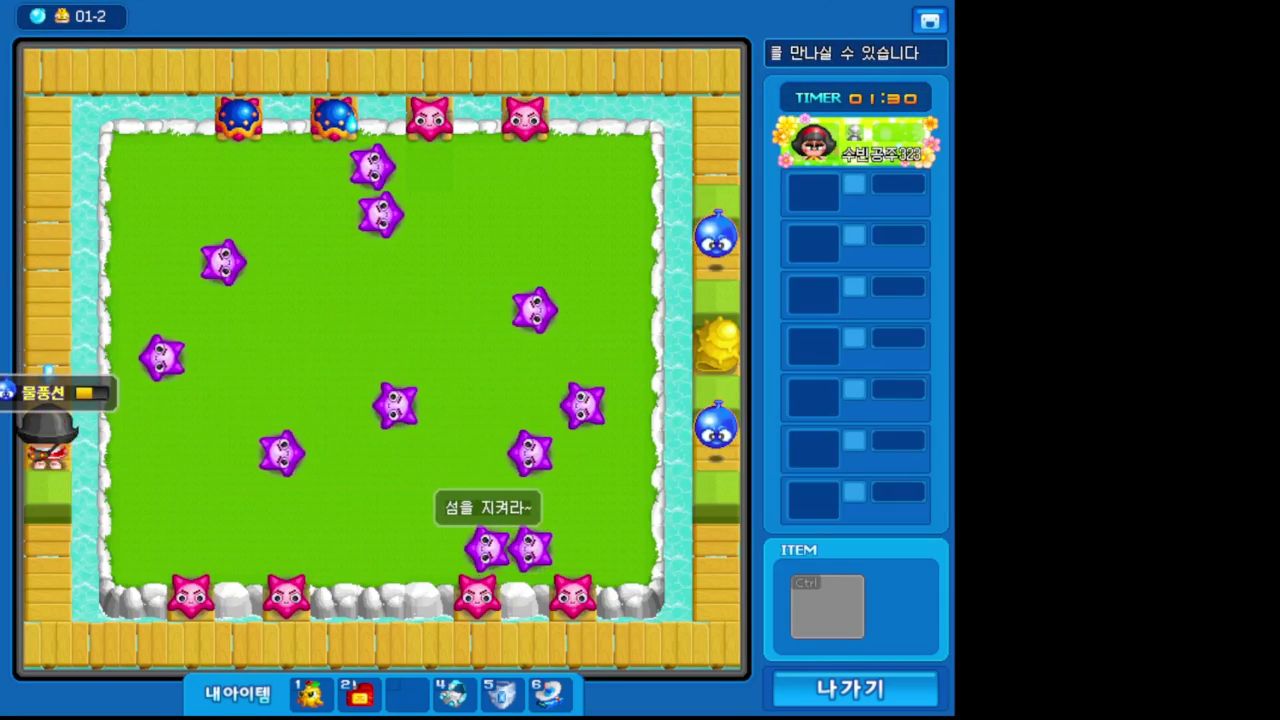 01-2
를 만나실 수 있습니다
TIMER 01:30
수빈공주323
물풍선
섬을 지켜라~
ITEM
Ctrl
내아이템
1
2
4
5
6
나가기